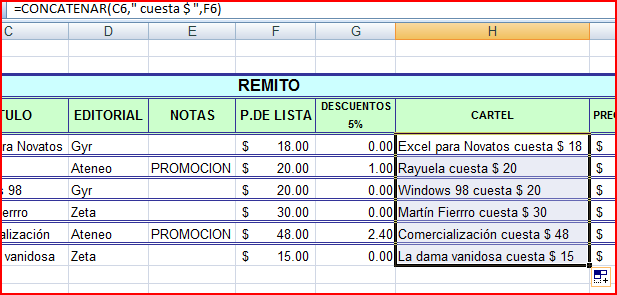 =CONCATENAR(C6," cuesta $ ",F6)
C D E F G H
REMITO
TULO EDITORIAL NOTAS P.DE LISTA DESCUENTOS 5% CARTEL PRE
ra Novatos Gyr $ 18.00 0.00 Excel para Novatos cuesta $ 18 $
Ateneo PROMOCION $ 20.00 1.00 Rayuela cuesta $ 20 $
98 Gyr $ 20.00 0.00 Windows 98 cuesta $ 20 $
ierrro Zeta $ 30.00 0.00 Martín Fierrro cuesta $ 30 $
alización Ateneo PROMOCION $ 48.00 2.40 Comercialización cuesta $ 48 $
vanidosa Zeta $ 15.00 0.00 La dama vanidosa cuesta $ 15 $